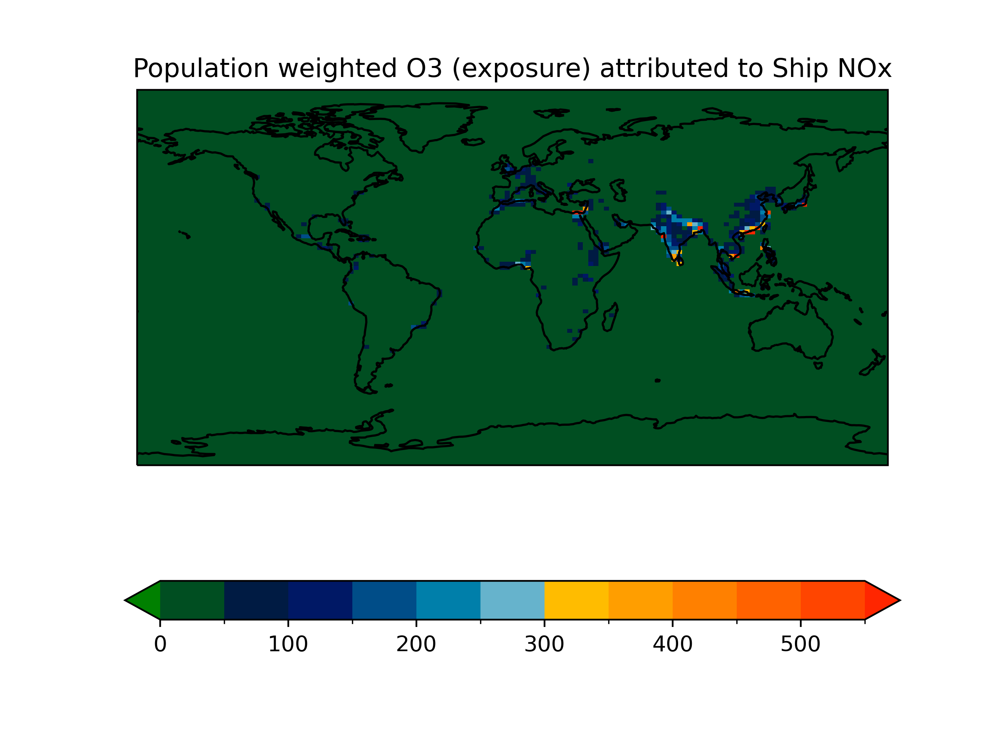 Population weighted O3 (exposure) attributed to Ship NOx
0 100 200 300 400 500